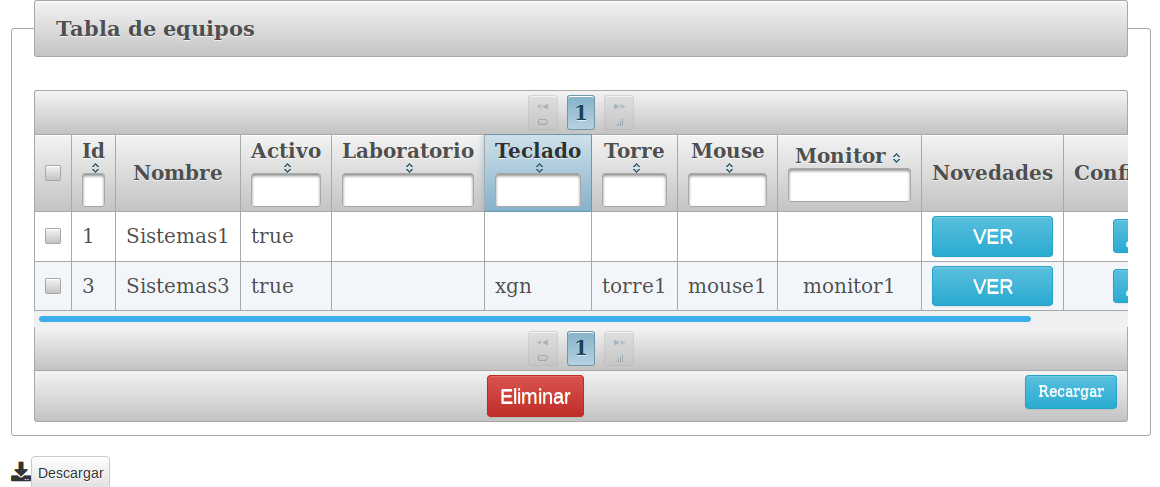 Tabla de equipos
1
Id Nombre Activo Laboratorio Teclado Torre Mouse Monitor Novedades Confi
1 Sistemas1 true VER
3 Sistemas3 true xgn torre1 mouse1 monitor1 VER
1
Eliminar Recargar
Descargar